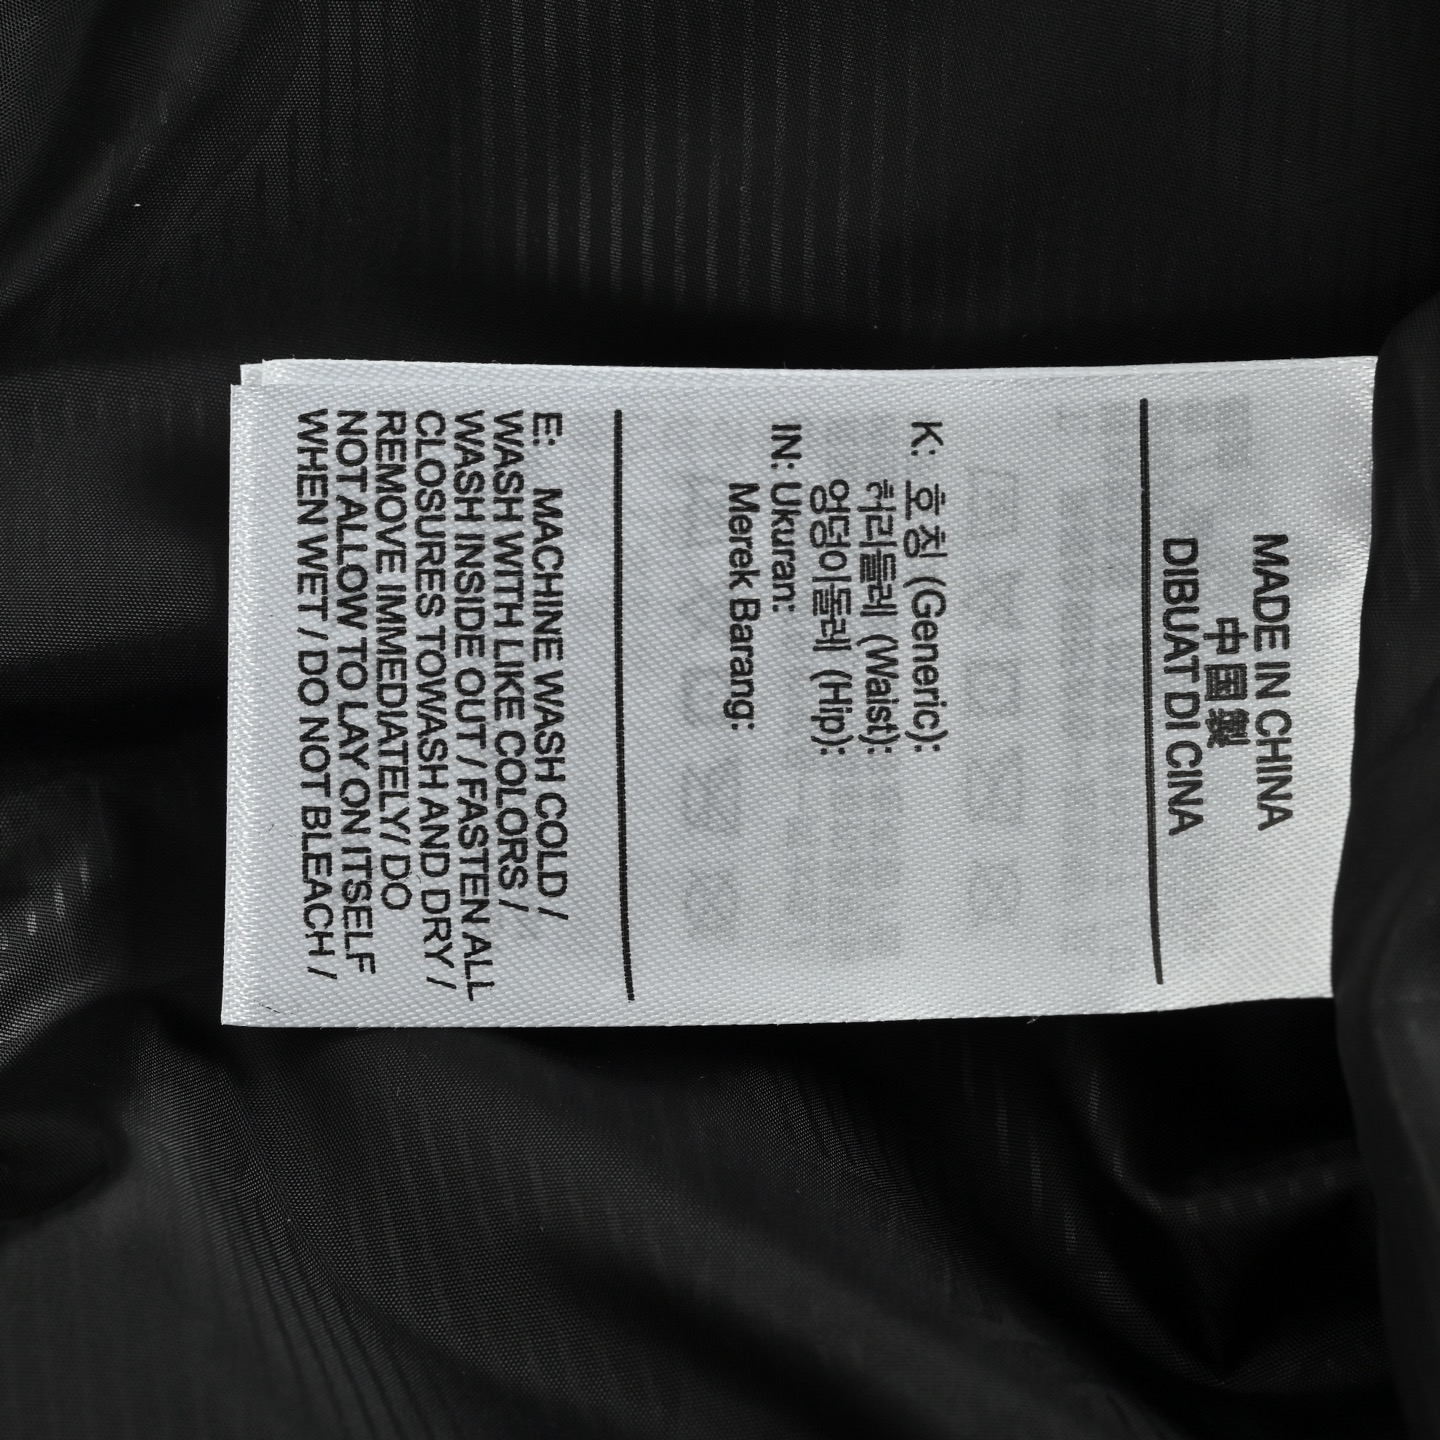 MADE IN CHINA
中国製
DIBUAT DI CINA
K: 호칭 (Generic):
허리둘레 (Waist):
엉덩이둘레 (Hip):
IN: Ukuran:
Merek Barang:
E: MACHINE WASH COLD /
WASH WITH LIKE COLORS /
WASH INSIDE OUT / FASTEN ALL
CLOSURES TOWASH AND DRY /
REMOVE IMMEDIATELY/ DO
NOT ALLOW TO LAY ON ITSELF
WHEN WET / DO NOT BLEACH /